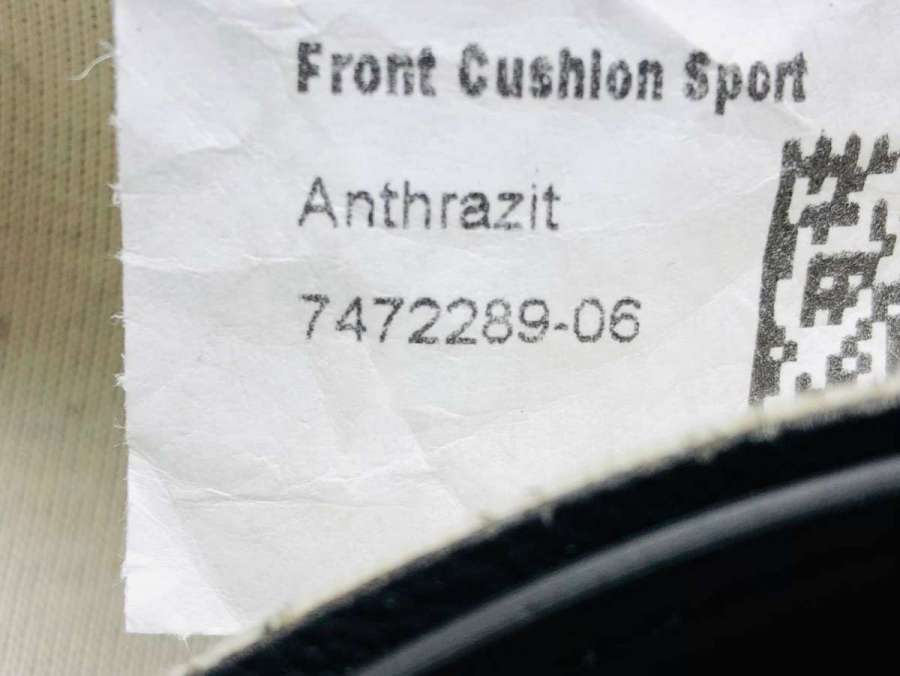 Front Cushion Sport
Anthrazit
7472289-06